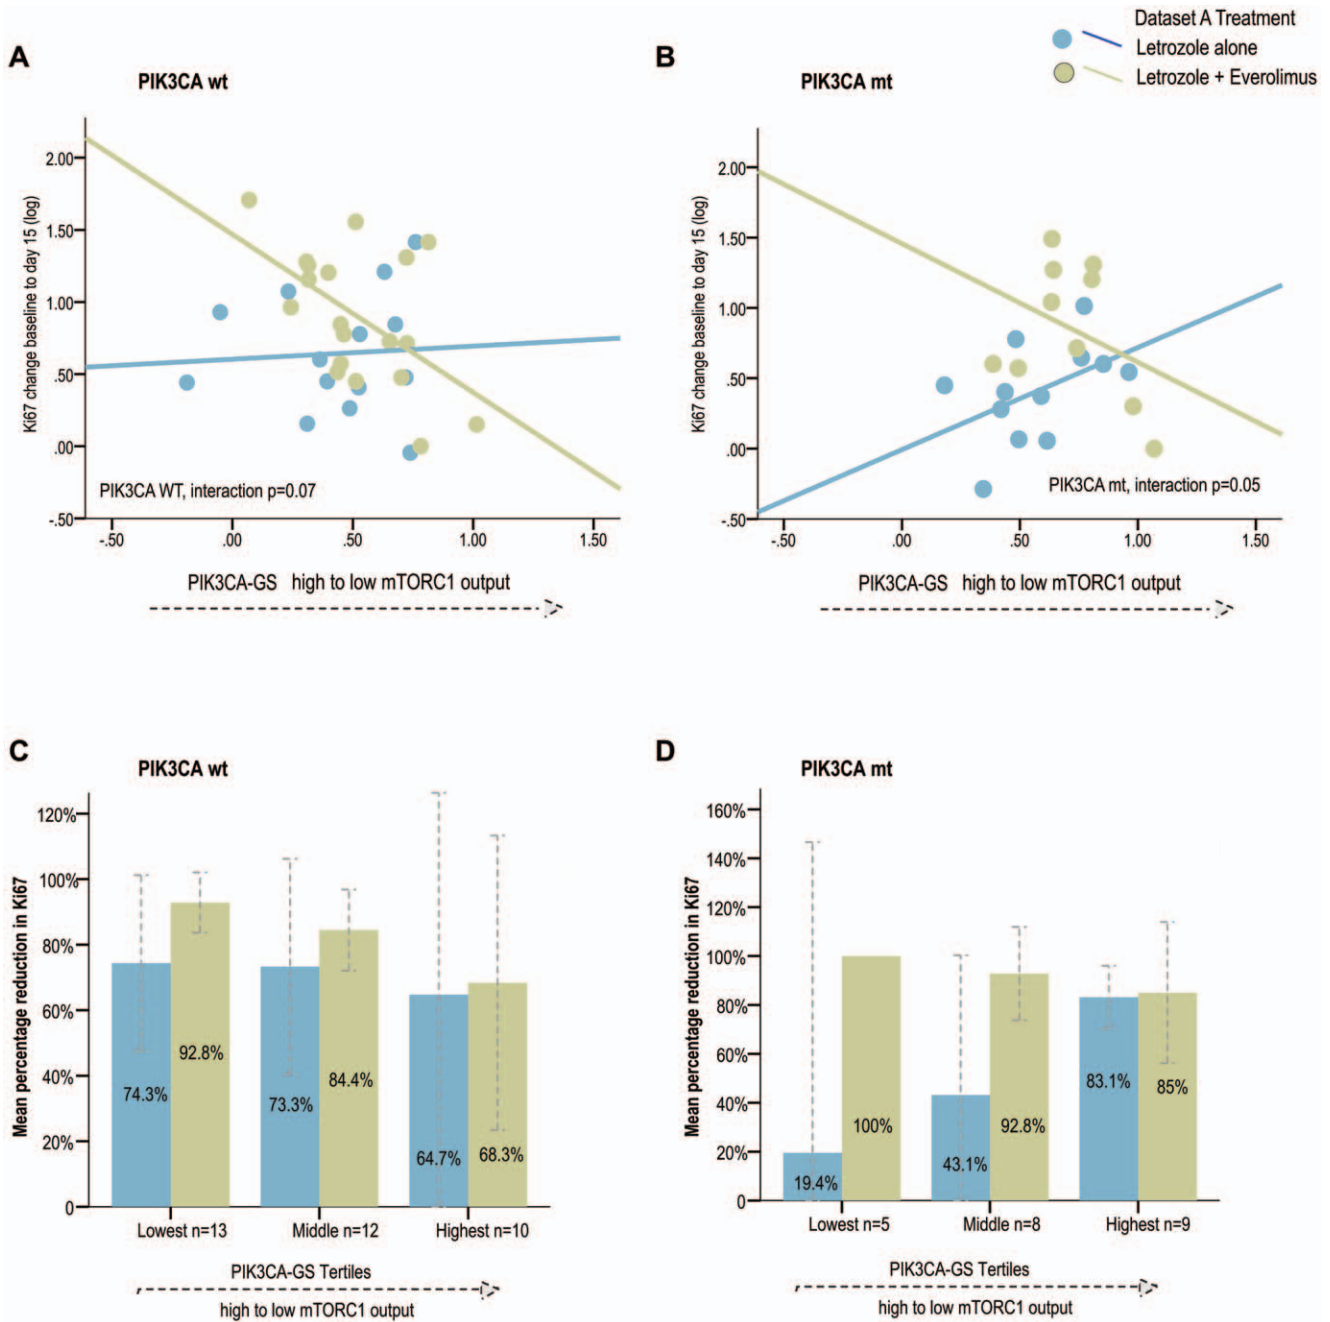 Dataset A Treatment
Letrozole alone
Letrozole + Everolimus
A
PIK3CA wt
Ki67 change baseline to day 15 (log)
2.00
1.50
1.00
.50
.00
-.50
PIK3CA WT, interaction p=0.07
-.50 .00 .50 1.00 1.50
PIK3CA-GS high to low mTORC1 output
B
PIK3CA mt
Ki67 change baseline to day 15 (log)
2.00
1.50
1.00
.50
.00
-.50
PIK3CA mt, interaction p=0.05
-.50 .00 .50 1.00 1.50
PIK3CA-GS high to low mTORC1 output
C
PIK3CA wt
Mean percentage reduction in Ki67
120%
100%
80%
60%
40%
20%
0
74.3% 92.8% 73.3% 84.4% 64.7% 68.3%
Lowest n=13 Middle n=12 Highest n=10
PIK3CA-GS Tertiles
high to low mTORC1 output
D
PIK3CA mt
Mean percentage reduction in Ki67
160%
140%
120%
100%
80%
60%
40%
20%
0
19.4% 100% 43.1% 92.8% 83.1% 85%
Lowest n=5 Middle n=8 Highest n=9
PIK3CA-GS Tertiles
high to low mTORC1 output